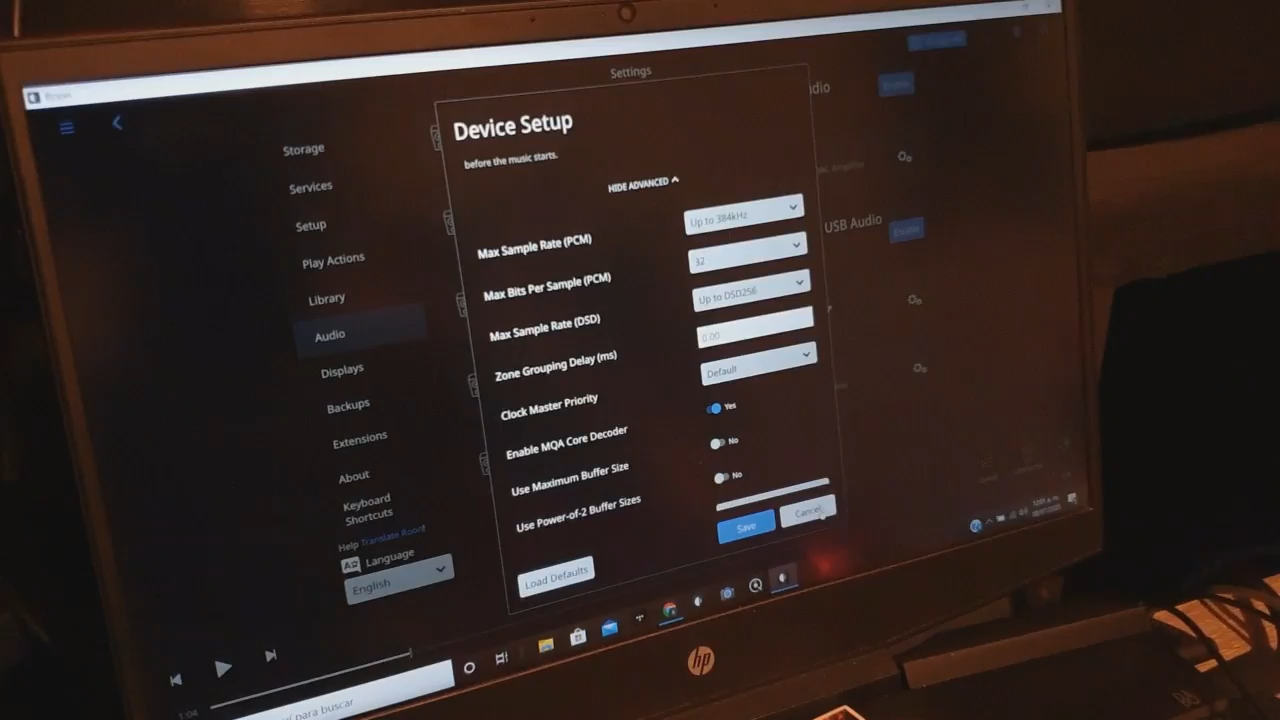 Settings
Storage
Services
Setup
Play Actions
Library
Audio
Displays
Backups
Extensions
About
Keyboard
Shortcuts
Help Translate Roon!
Language
English
Device Setup
before the music starts.
HIDE ADVANCED
Max Sample Rate (PCM)
Up to 384kHz
Max Bits Per Sample (PCM)
32
Max Sample Rate (DSD)
Up to DSD256
Zone Grouping Delay (ms)
0.00
Clock Master Priority
Default
Enable MQA Core Decoder
Yes
Use Maximum Buffer Size
No
Use Power-of-2 Buffer Sizes
No
Load Defaults
Save
Cancel
dio
Enable
USB Audio
Enable
1:04
para buscar
hp